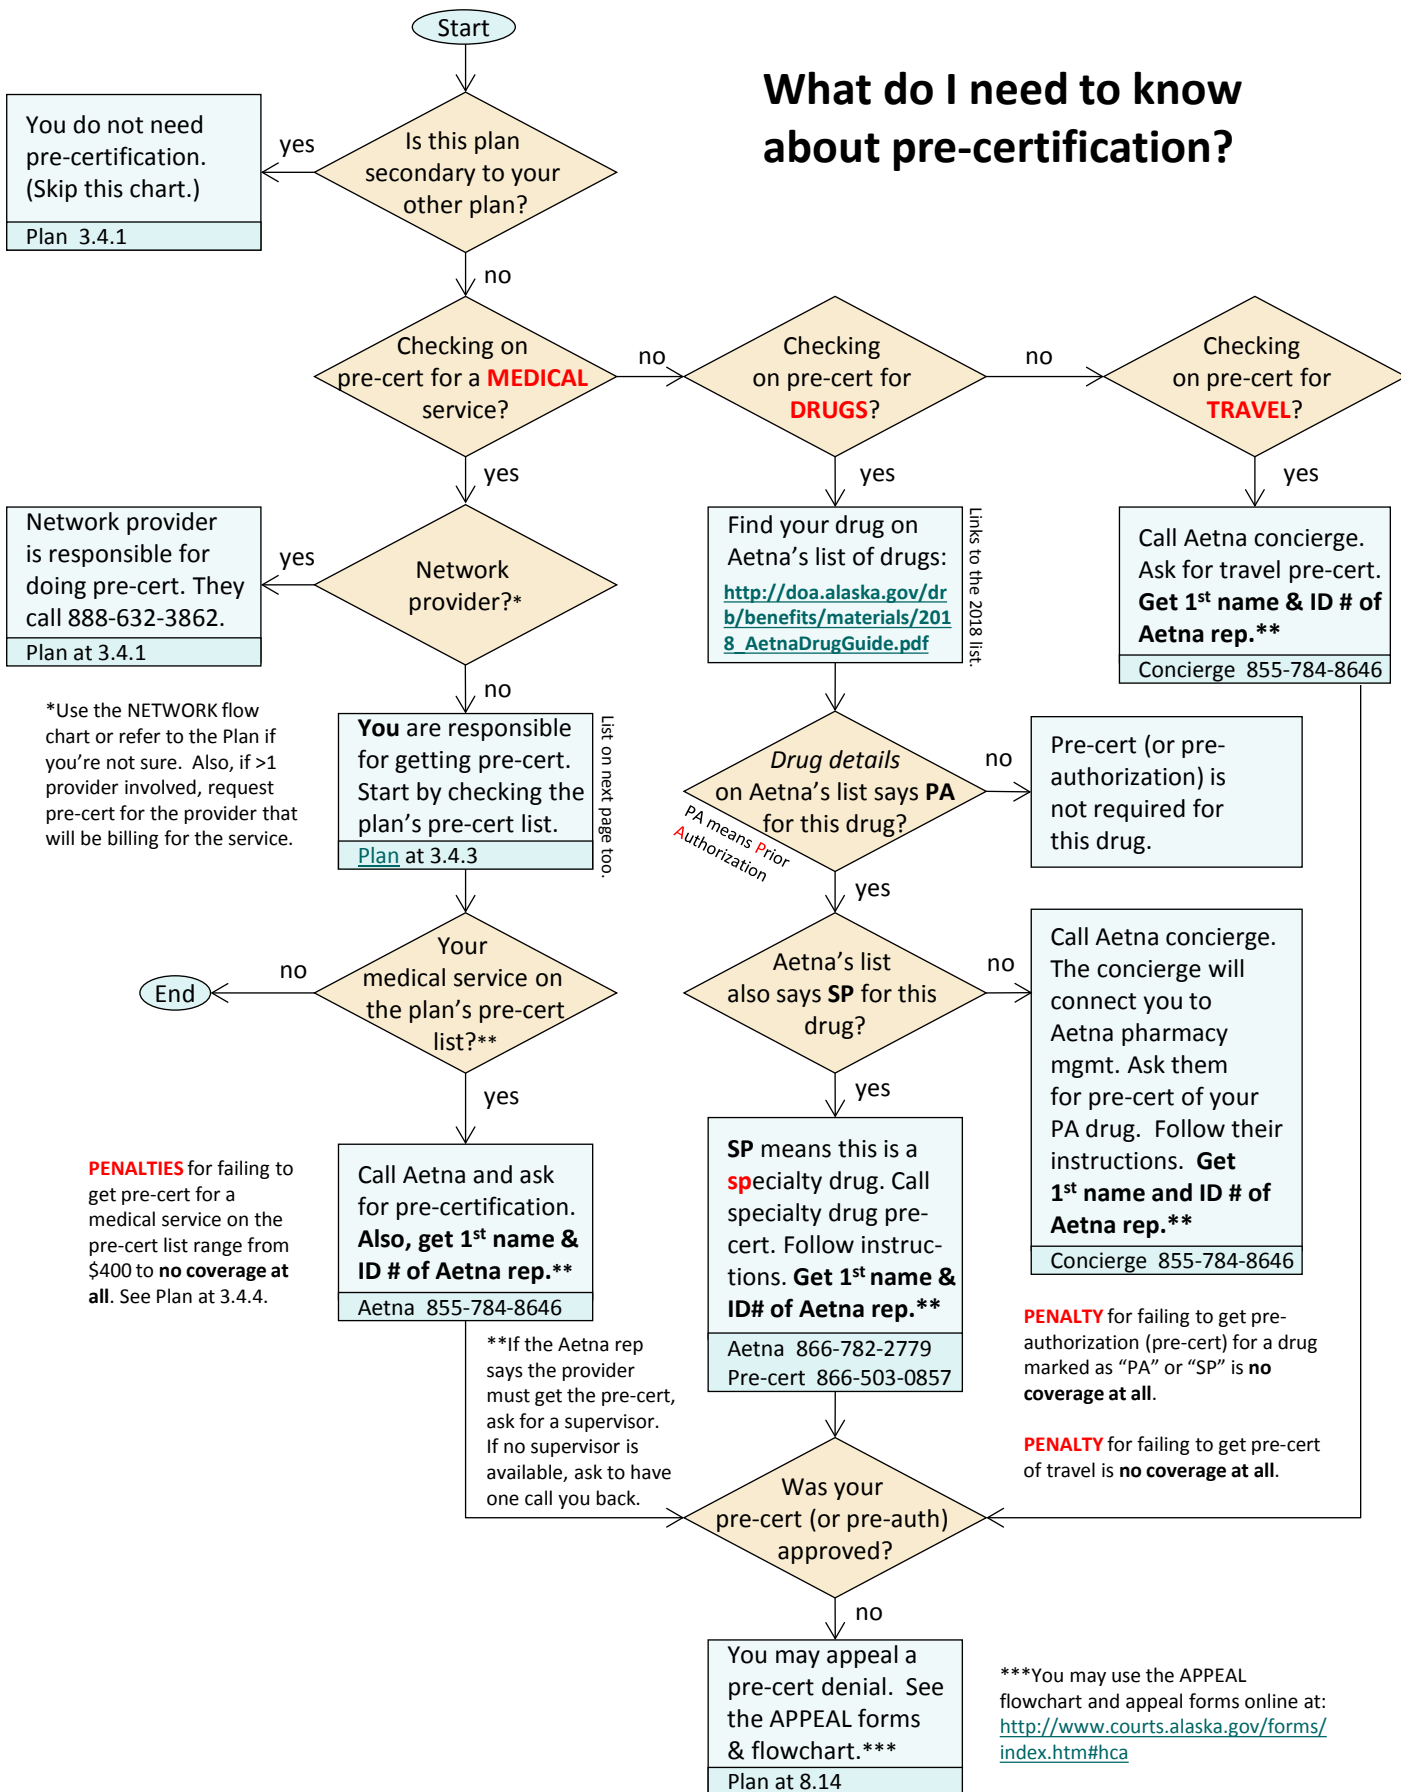 Start
What do I need to know
about pre-certification?
You do not need
pre-certification.
(Skip this chart.)
Plan 3.4.1
yes
Is this plan
secondary to your
other plan?
no
Checking on
pre-cert for a MEDICAL
service?
no
Checking
on pre-cert for
DRUGS?
no
Checking
on pre-cert for
TRAVEL?
yes
yes
yes
Network provider
is responsible for
doing pre-cert. They
call 888-632-3862.
Plan at 3.4.1
yes
Network
provider?*
Find your drug on
Aetna's list of drugs:
http://doa.alaska.gov/dr
b/benefits/materials/201
8_AetnaDrugGuide.pdf
Links to the 2018 list.
Call Aetna concierge.
Ask for travel pre-cert.
Get 1st name & ID # of
Aetna rep.**
Concierge 855-784-8646
no
*Use the NETWORK flow
chart or refer to the Plan if
you're not sure. Also, if >1
provider involved, request
pre-cert for the provider that
will be billing for the service.
You are responsible
for getting pre-cert.
Start by checking the
plan's pre-cert list.
Plan at 3.4.3
List on next page too.
Drug details
on Aetna's list says PA
for this drug?
PA means Prior
Authorization
no
Pre-cert (or pre-
authorization) is
not required for
this drug.
yes
End
no
Your
medical service on
the plan's pre-cert
list?**
Aetna's list
also says SP for this
drug?
no
Call Aetna concierge.
The concierge will
connect you to
Aetna pharmacy
mgmt. Ask them
for pre-cert of your
PA drug. Follow their
instructions. Get
1st name and ID # of
Aetna rep.**
Concierge 855-784-8646
yes
yes
PENALTIES for failing to
get pre-cert for a
medical service on the
pre-cert list range from
$400 to no coverage at
all. See Plan at 3.4.4.
Call Aetna and ask
for pre-certification.
Also, get 1st name &
ID # of Aetna rep.**
Aetna 855-784-8646
SP means this is a
specialty drug. Call
specialty drug pre-
cert. Follow instruc-
tions. Get 1st name &
ID# of Aetna rep.**
Aetna 866-782-2779
Pre-cert 866-503-0857
**If the Aetna rep
says the provider
must get the pre-cert,
ask for a supervisor.
If no supervisor is
available, ask to have
one call you back.
PENALTY for failing to get pre-
authorization (pre-cert) for a drug
marked as "PA" or "SP" is no
coverage at all.
PENALTY for failing to get pre-cert
of travel is no coverage at all.
Was your
pre-cert (or pre-auth)
approved?
no
You may appeal a
pre-cert denial. See
the APPEAL forms
& flowchart.***
Plan at 8.14
***You may use the APPEAL
flowchart and appeal forms online at:
http://www.courts.alaska.gov/forms/
index.htm#hca